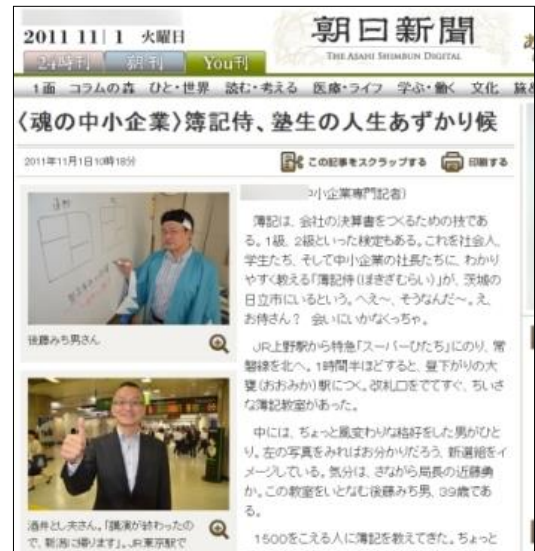 2011 11| 1 火曜日
朝日新聞
THE ASAHI SHIMBUN DIGITAL
24時刊 朝刊 You刊
1面 コラムの森 ひと・世界 読む・考える 医療・ライフ 学ぶ・働く 文化
〈魂の中小企業〉簿記侍、塾生の人生あずかり候
2011年11月1日10時18分
この記事をスクラップする 印刷する
中小企業専門記者)
簿記は、会社の決算書をつくるための技であ
る。1級、2級といった検定もある。これを社会人、
学生たち、そして中小企業の社長たちに、わかり
やすく教える「簿記侍(ぼきざむらい)」が、茨城の
日立市にいるという。へえ~、そうなんだ~。え、
お侍さん? 会いにいかなくっちゃ。
後藤みち男さん
JR上野駅から特急「スーパーひたち」にのり、常
磐線を北へ。1時間半ほどすると、昼下がりの大
甕(おおみか)駅につく。改札口をでてすぐ、ちいさ
な簿記教室があった。
中には、ちょっと風変わりな格好をした男がひと
り。左の写真をみればお分かりだろう、新選組をイ
メージしている。気分は、さながら局長の近藤勇
か。この教室をいとなむ後藤みち男、39歳であ
る。
1500をこえる人に簿記を教えてきた。ちょっと
酒井とし夫さん。「講演が終わったの
で、新潟に帰ります」。JR東京駅で